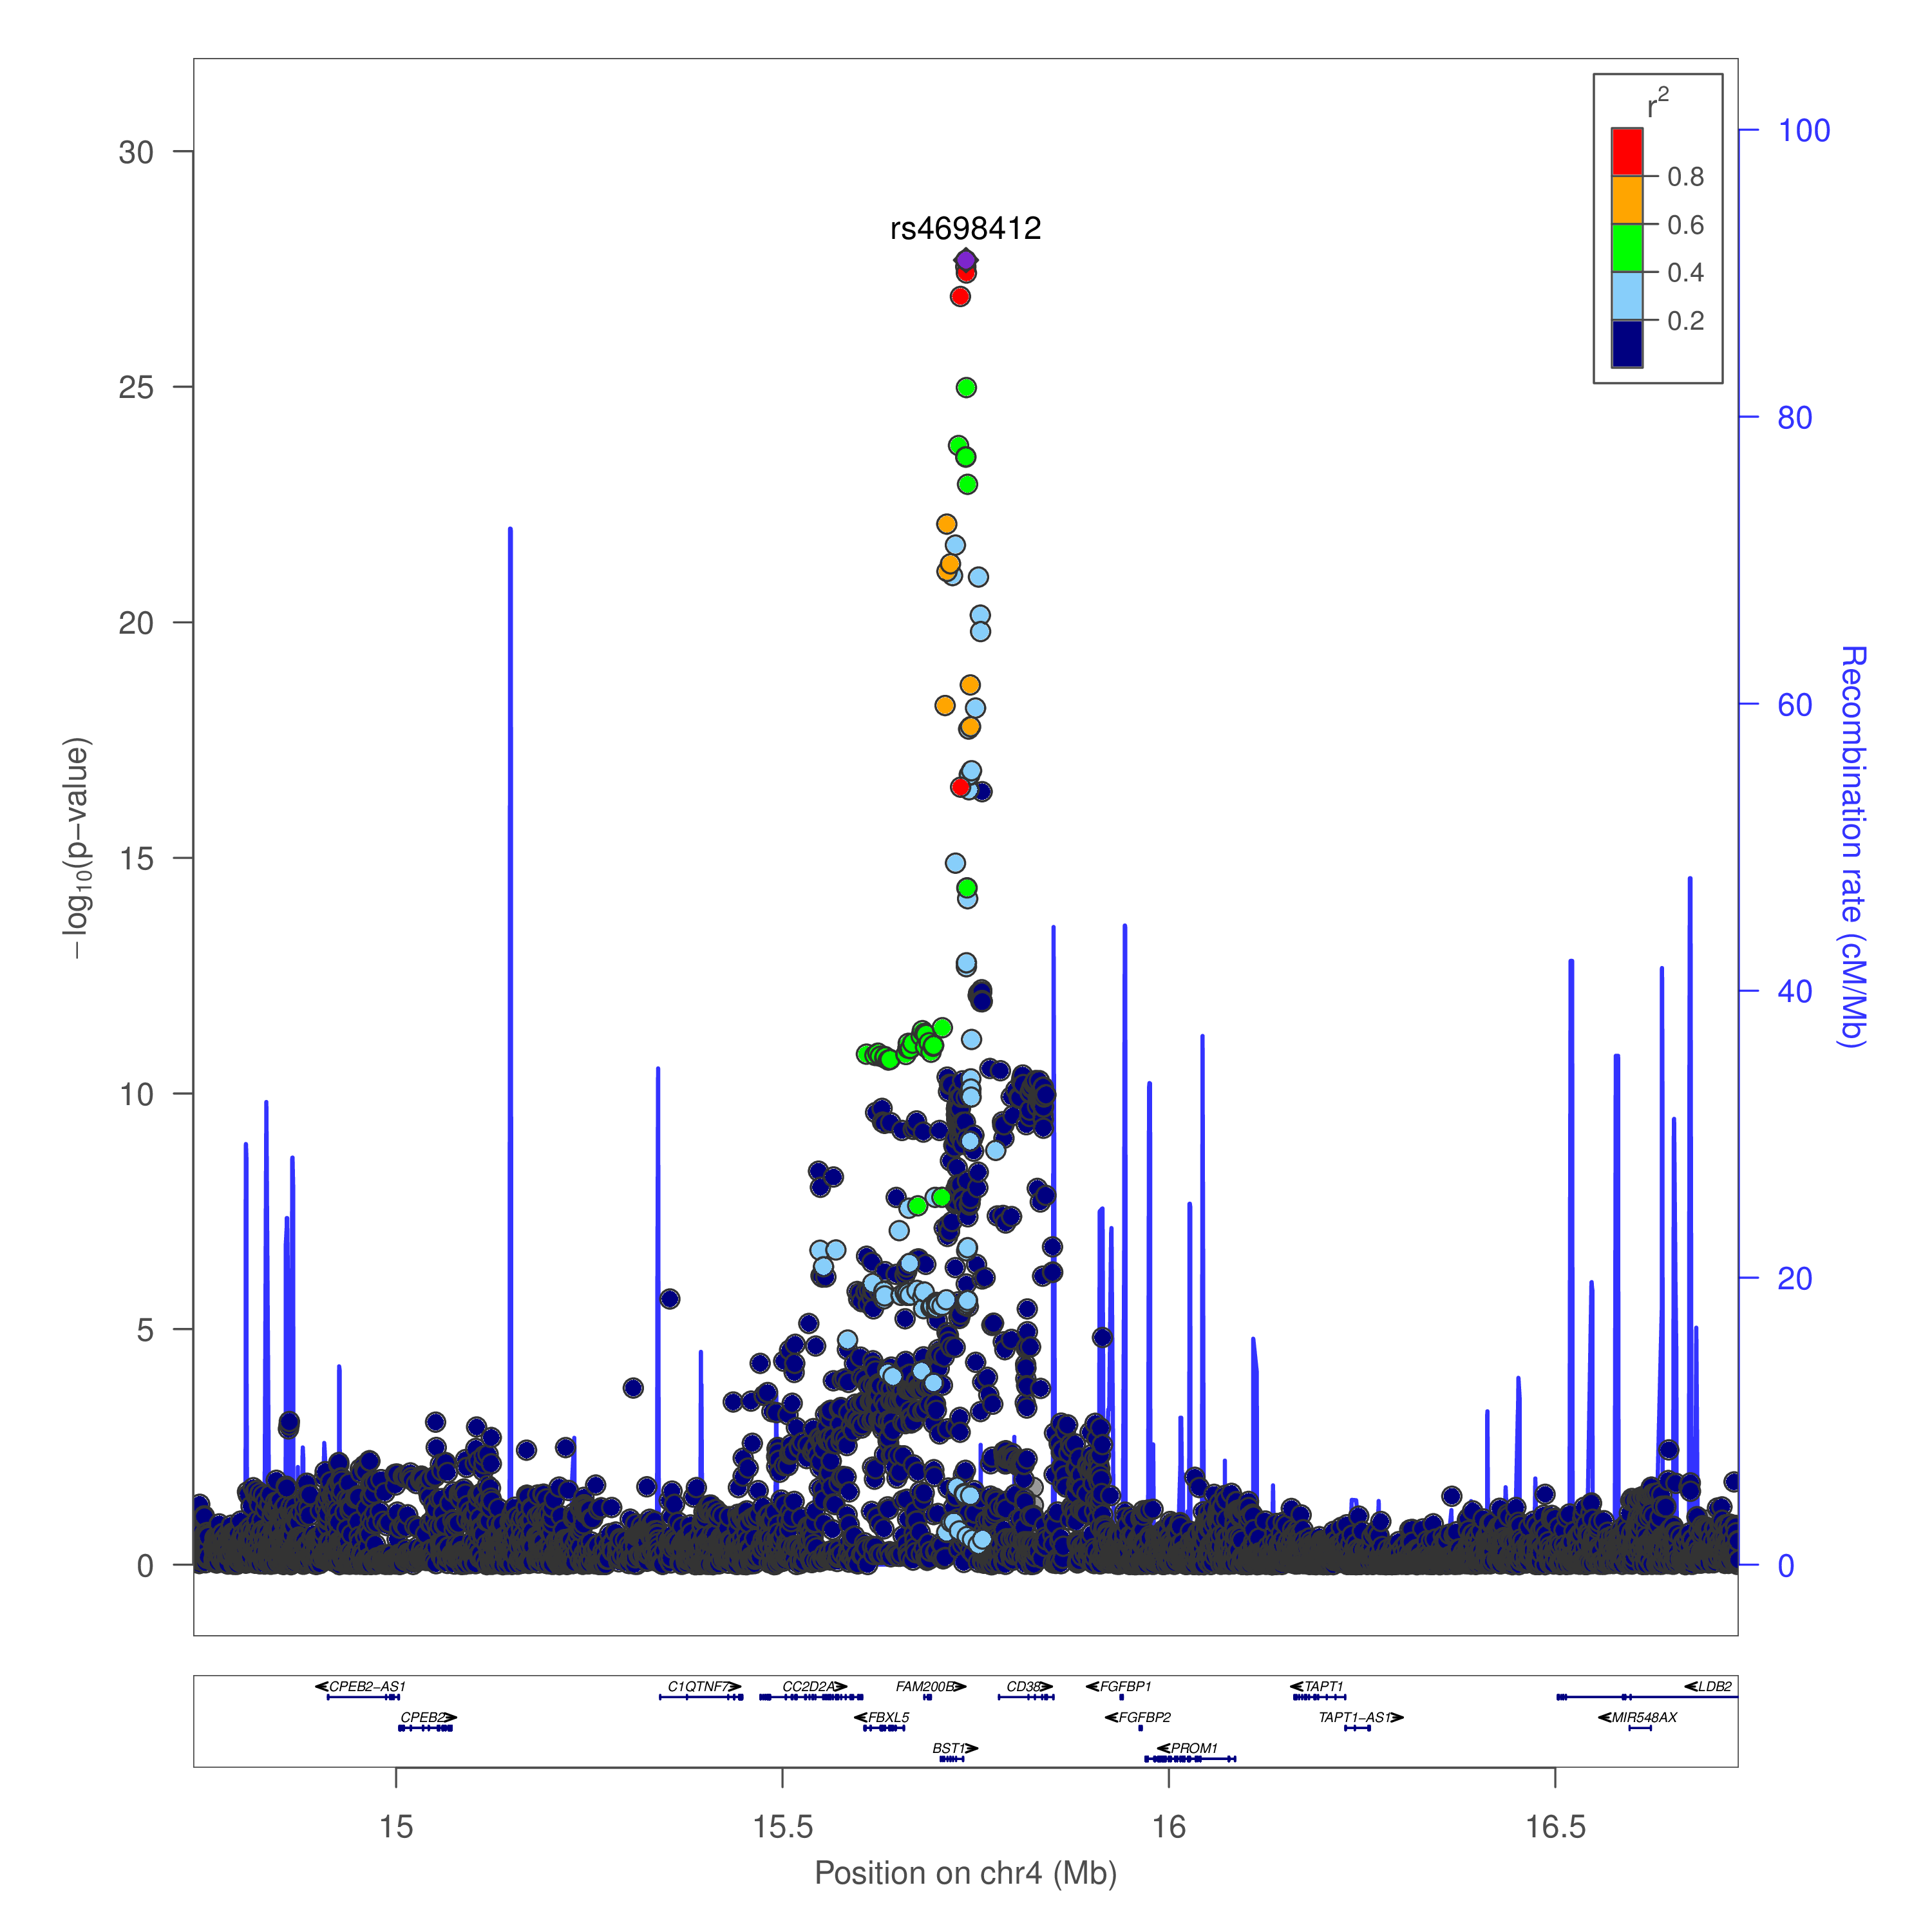 rs4698412
r2
0.8
0.6
0.4
0.2
30
25
20
15
10
5
0
−log10(p−value)
100
80
60
40
20
0
Recombination rate (cM/Mb)
CPEB2−AS1
C1QTNF7
CC2D2A
FAM200B
CD38
FGFBP1
TAPT1
LDB2
CPEB2
FBXL5
FGFBP2
TAPT1−AS1
MIR548AX
BST1
PROM1
15
15.5
16
16.5
Position on chr4 (Mb)